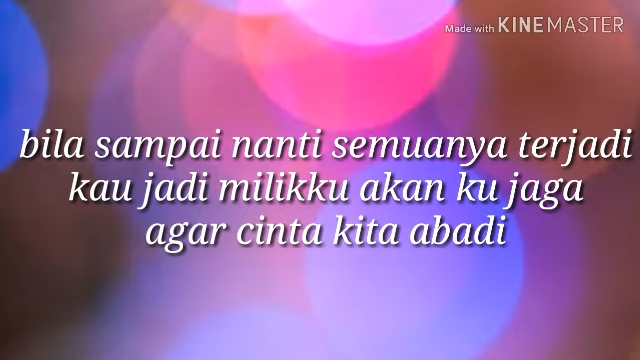 Made with KINEMASTER
bila sampai nanti semuanya terjadi
kau jadi milikku akan ku jaga
agar cinta kita abadi